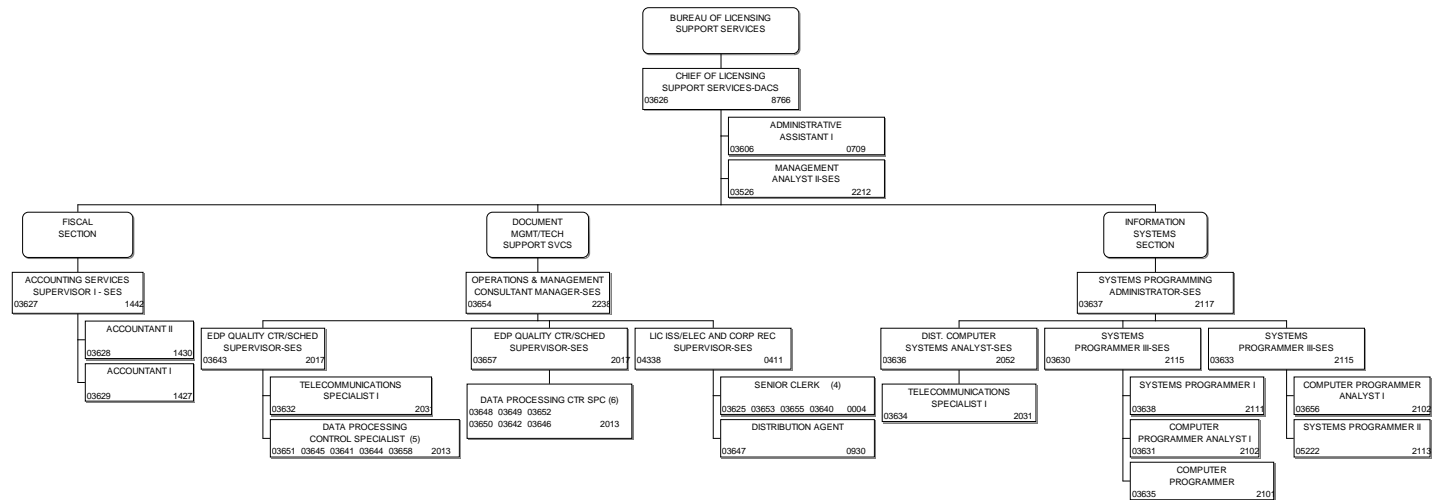 BUREAU OF LICENSING
SUPPORT SERVICES
CHIEF OF LICENSING
SUPPORT SERVICES-DACS
03626 8766
ADMINISTRATIVE
ASSISTANT I
03606 0709
MANAGEMENT
ANALYST II-SES
03526 2212
FISCAL
SECTION
ACCOUNTING SERVICES
SUPERVISOR I - SES
03627 1442
ACCOUNTANT II
03628 1430
ACCOUNTANT I
03629 1427
DOCUMENT
MGMT/TECH
SUPPORT SVCS
OPERATIONS & MANAGEMENT
CONSULTANT MANAGER-SES
03654 2238
EDP QUALITY CTR/SCHED
SUPERVISOR-SES
03643 2017
TELECOMMUNICATIONS
SPECIALIST I
03632 2031
DATA PROCESSING
CONTROL SPECIALIST (5)
03651 03645 03641 03644 03658 2013
EDP QUALITY CTR/SCHED
SUPERVISOR-SES
03657 2017
DATA PROCESSING CTR SPC (6)
03648 03649 03652
03650 03642 03646 2013
LIC ISS/ELEC AND CORP REC
SUPERVISOR-SES
04338 0411
SENIOR CLERK (4)
03625 03653 03655 03640 0004
DISTRIBUTION AGENT
03647 0930
INFORMATION
SYSTEMS
SECTION
SYSTEMS PROGRAMMING
ADMINISTRATOR-SES
03637 2117
DIST. COMPUTER
SYSTEMS ANALYST-SES
03636 2052
TELECOMMUNICATIONS
SPECIALIST I
03634 2031
SYSTEMS
PROGRAMMER III-SES
03630 2115
SYSTEMS PROGRAMMER I
03638 2111
COMPUTER
PROGRAMMER ANALYST I
03631 2102
COMPUTER
PROGRAMMER
03635 2101
SYSTEMS
PROGRAMMER III-SES
03633 2115
COMPUTER PROGRAMMER
ANALYST I
03656 2102
SYSTEMS PROGRAMMER II
05222 2113